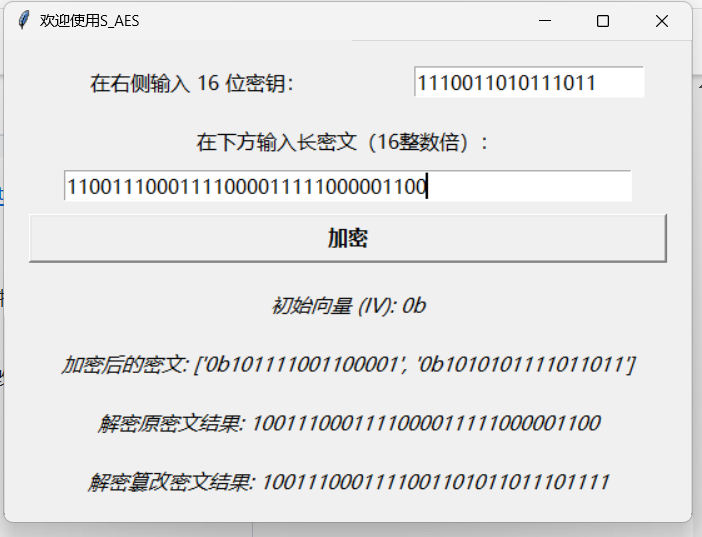 欢迎使用S_AES
在右侧输入 16 位密钥： 1110011010111011
在下方输入长密文（16整数倍）：
11001110001111000011111000001100
加密
初始向量 (IV): 0b
加密后的密文: ['0b101111001100001', '0b1010101111011011']
解密原密文结果: 1001110001111000011111000001100
解密篡改密文结果: 1001110001111001101011011101111